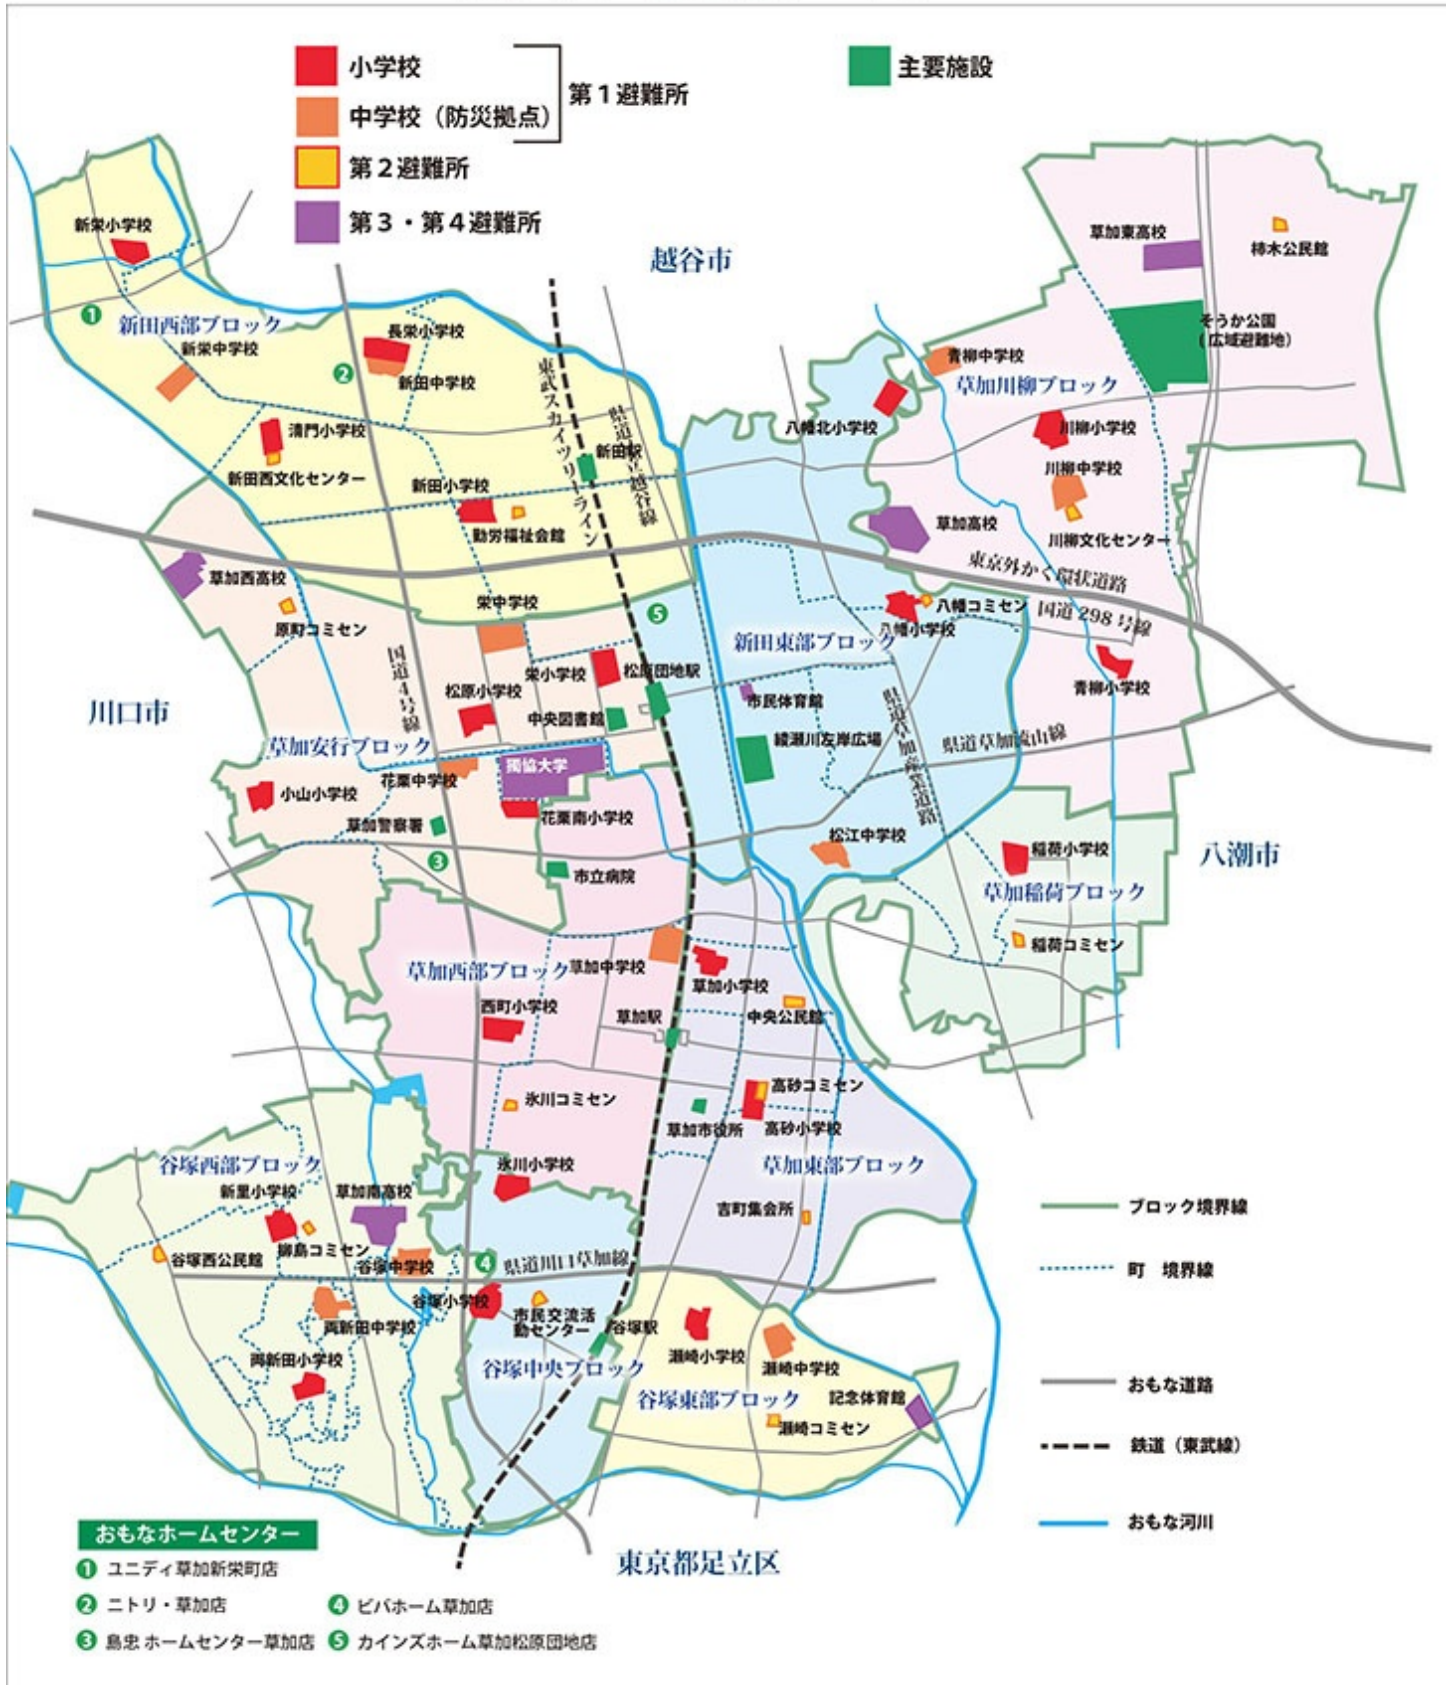 小学校
中学校（防災拠点）
第１避難所
第２避難所
第３・第４避難所
主要施設
越谷市
新栄小学校
新田西部ブロック
新栄中学校
長栄小学校
新田中学校
清門小学校
新田西文化センター
新田小学校
勤労福祉会館
東武スカイツリーライン
新田駅
草加東高校
柿木公民館
そうか公園
（広域避難地）
青柳中学校
草加川柳ブロック
八幡北小学校
川柳小学校
川柳中学校
川柳文化センター
草加高校
東京外かく環状道路
国道298号線
八幡コミセン
八幡小学校
青柳小学校
新田東部ブロック
市民体育館
綾瀬川左岸広場
県道草加産業道路
県道草加流山線
松江中学校
草加西高校
原町コミセン
栄中学校
国道4号線
栄小学校
松原団地駅
松原小学校
中央図書館
川口市
草加安行ブロック
花栗中学校
獨協大学
小山小学校
花栗南小学校
草加警察署
市立病院
八潮市
稲荷小学校
草加稲荷ブロック
稲荷コミセン
草加西部ブロック
草加中学校
草加小学校
西町小学校
草加駅
中央公民館
氷川コミセン
高砂コミセン
草加市役所
高砂小学校
草加東部ブロック
氷川小学校
吉町集会所
谷塚西部ブロック
新里小学校
草加南高校
柳島コミセン
谷塚西公民館
谷塚中学校
県道川口草加線
谷塚小学校
市民交流活
動センター
谷塚駅
両新田中学校
両新田小学校
谷塚中央ブロック
瀬崎小学校
瀬崎中学校
谷塚東部ブロック
記念体育館
瀬崎コミセン
東京都足立区
ブロック境界線
町　境界線
おもな道路
鉄道（東武線）
おもな河川
おもなホームセンター
1 ユニディ草加新栄町店
2 ニトリ・草加店
3 島忠 ホームセンター草加店
4 ビバホーム草加店
5 カインズホーム草加松原団地店
1
2
3
4
5